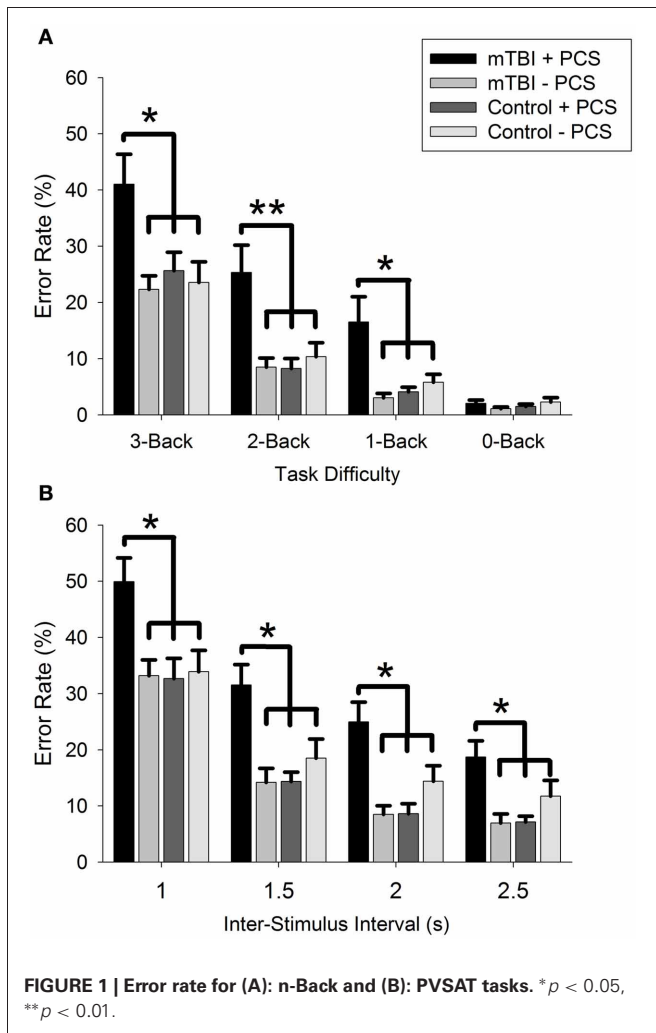 A
60
50
40
30
20
10
0
Error Rate (%)
mTBI + PCS
mTBI - PCS
Control + PCS
Control - PCS
*
**
*
3-Back 2-Back 1-Back 0-Back
Task Difficulty
B
60
50
40
30
20
10
0
Error Rate (%)
*
*
*
*
1 1.5 2 2.5
Inter-Stimulus Interval (s)
FIGURE 1 | Error rate for (A): n-Back and (B): PVSAT tasks. *p < 0.05,
**p < 0.01.